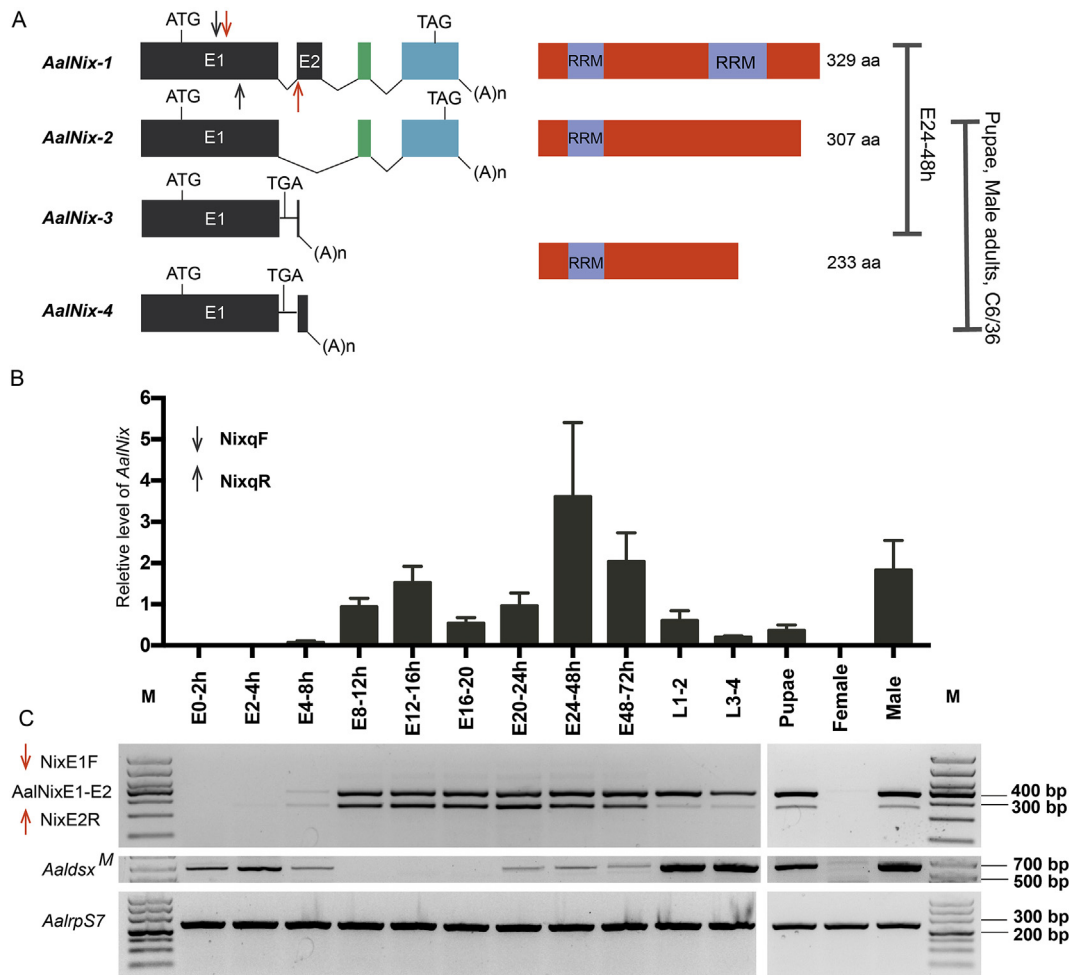 A
ATG
E1
E2
TAG
(A)n
AalNix-1
RRM
RRM
329 aa
ATG
E1
TAG
(A)n
AalNix-2
RRM
307 aa
E24-48h
Pupae, Male adults, C6/36
ATG
E1
TGA
(A)n
AalNix-3
RRM
233 aa
ATG
E1
TGA
(A)n
AalNix-4
B
Reletive level of AalNix
6
5
4
3
2
1
0
NixqF
NixqR
M
E0-2h
E2-4h
E4-8h
E8-12h
E12-16h
E16-20
E20-24h
E24-48h
E48-72h
L1-2
L3-4
Pupae
Female
Male
M
C
NixE1F
AalNixE1-E2
NixE2R
400 bp
300 bp
Aaldsx M
700 bp
500 bp
AalrpS7
300 bp
200 bp